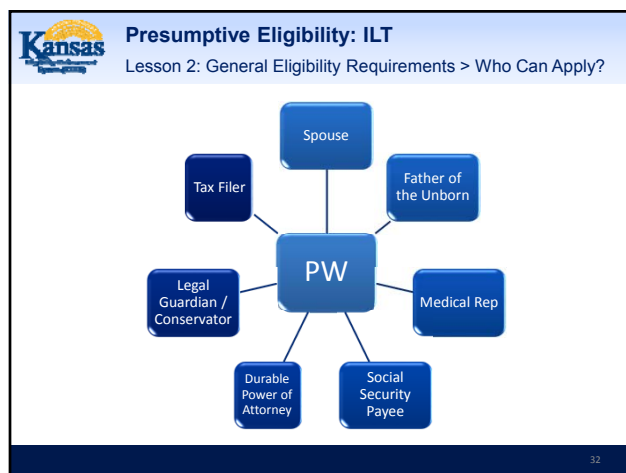 Kansas
Presumptive Eligibility: ILT
Lesson 2: General Eligibility Requirements > Who Can Apply?
Spouse
Father of
the Unborn
Medical Rep
Social
Security
Payee
Durable
Power of
Attorney
Legal
Guardian /
Conservator
Tax Filer
PW
32